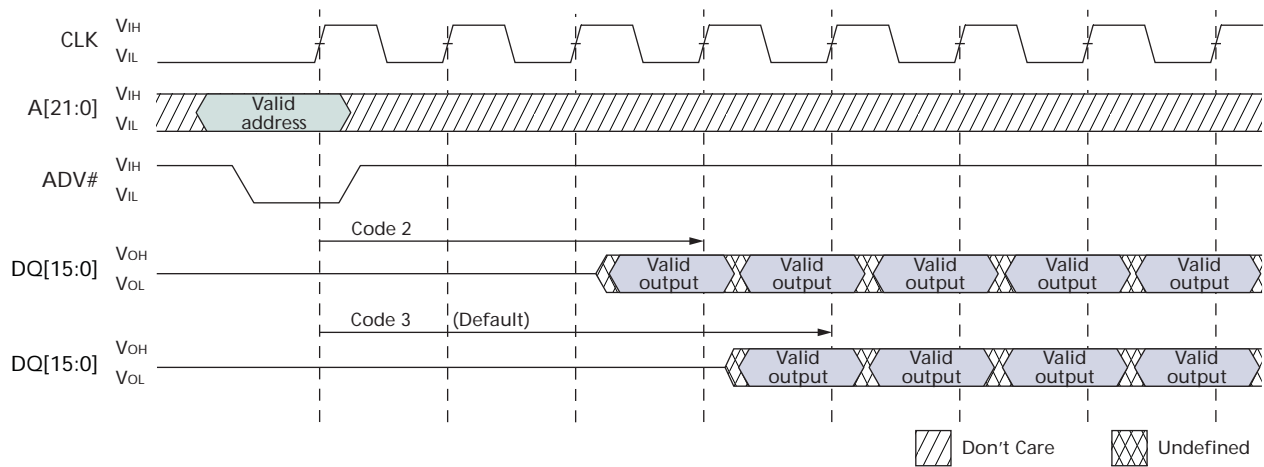 CLK VIH
VIL
A[21:0] VIH
VIL
Valid
address
ADV# VIH
VIL
Code 2
DQ[15:0] VOH
VOL
Valid
output
Valid
output
Valid
output
Valid
output
Valid
output
Code 3 (Default)
DQ[15:0] VOH
VOL
Valid
output
Valid
output
Valid
output
Valid
output
Don't Care
Undefined